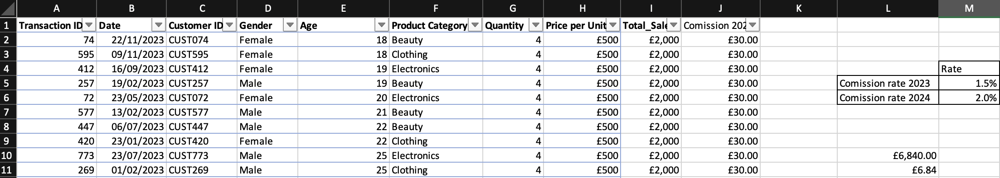 A B C D E F G H I J K L M
1 Transaction ID Date Customer ID Gender Age Product Category Quantity Price per Unit Total_Sale Comission 202
2 74 22/11/2023 CUST074 Female 18 Beauty 4 £500 £2,000 £30.00
3 595 09/11/2023 CUST595 Female 18 Clothing 4 £500 £2,000 £30.00
4 412 16/09/2023 CUST412 Female 19 Electronics 4 £500 £2,000 £30.00 Rate
5 257 19/02/2023 CUST257 Male 19 Beauty 4 £500 £2,000 £30.00 Comission rate 2023 1.5%
6 72 23/05/2023 CUST072 Female 20 Electronics 4 £500 £2,000 £30.00 Comission rate 2024 2.0%
7 577 13/02/2023 CUST577 Male 21 Beauty 4 £500 £2,000 £30.00
8 447 06/07/2023 CUST447 Male 22 Beauty 4 £500 £2,000 £30.00
9 420 23/01/2023 CUST420 Female 22 Clothing 4 £500 £2,000 £30.00
10 773 23/07/2023 CUST773 Male 25 Electronics 4 £500 £2,000 £30.00 £6,840.00
11 269 01/02/2023 CUST269 Male 25 Clothing 4 £500 £2,000 £30.00 £6.84